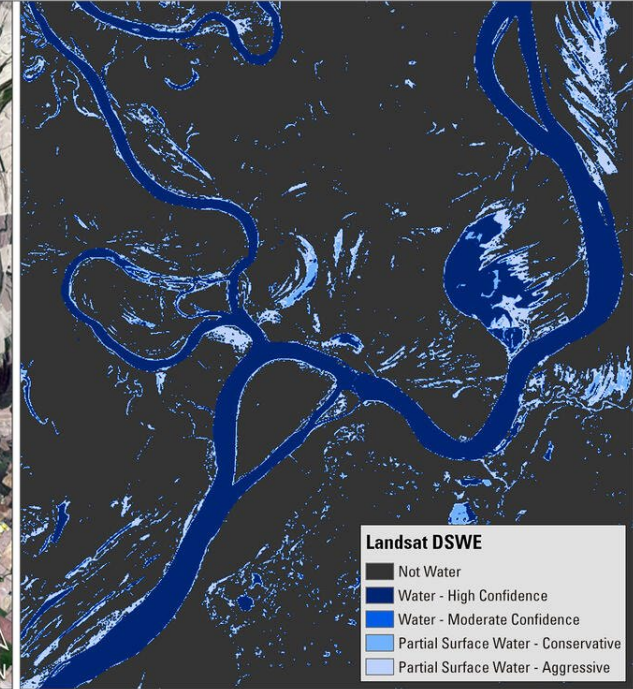 Landsat DSWE
Not Water
Water - High Confidence
Water - Moderate Confidence
Partial Surface Water - Conservative
Partial Surface Water - Aggressive